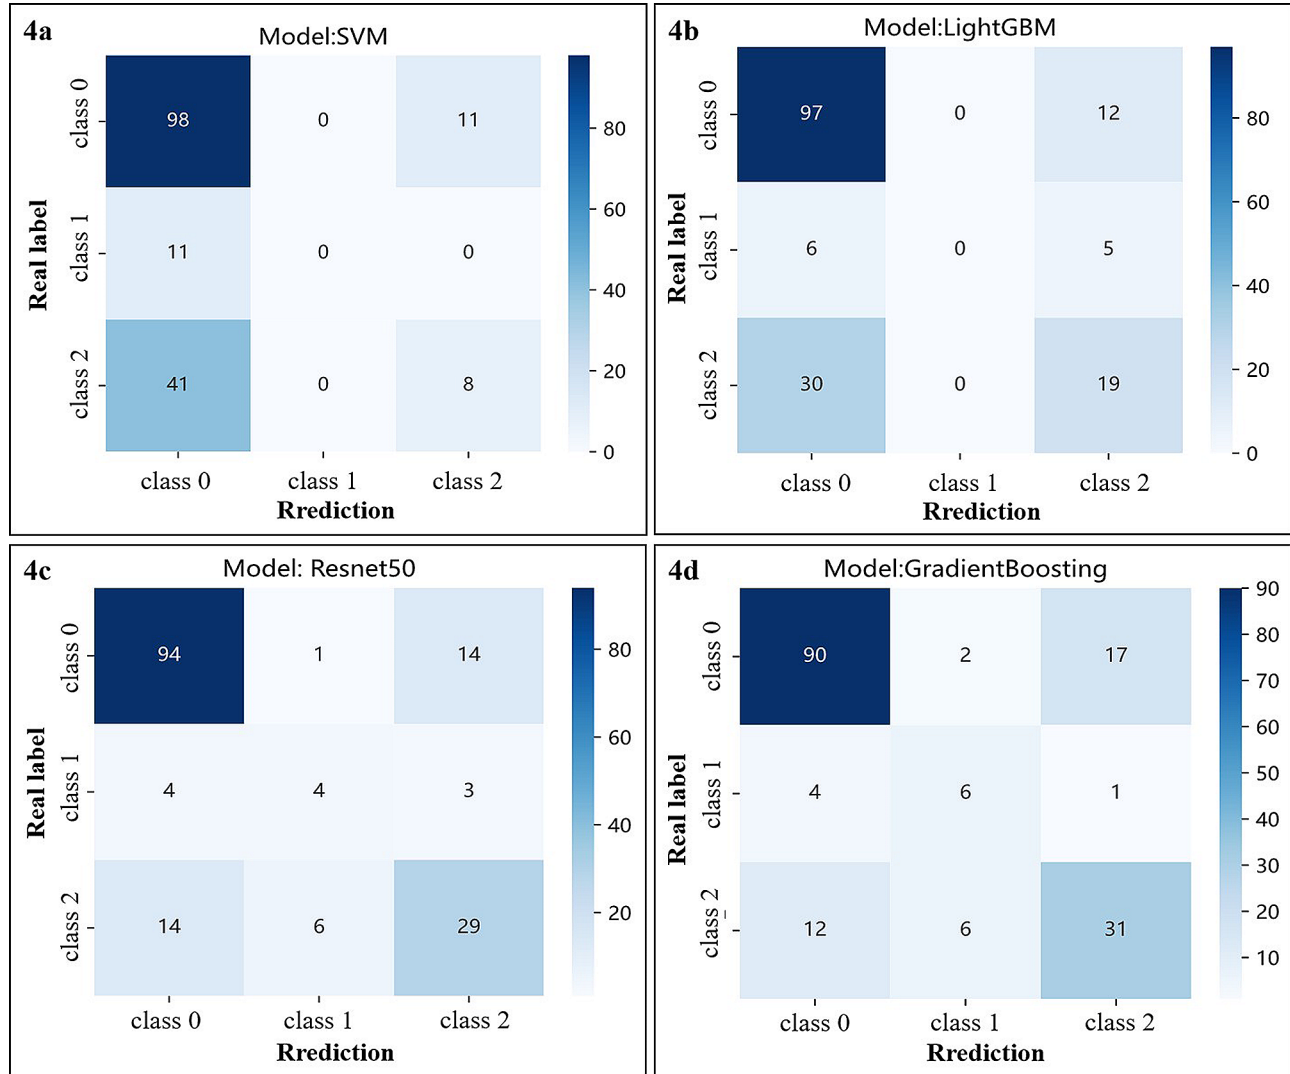 4a
Model:SVM
Real label
class 0
98 0 11
80
class 1
11 0 0
60
40
class 2
41 0 8
20
0
class 0 class 1 class 2
Rrediction
4b
Model:LightGBM
Real label
class 0
97 0 12
80
class 1
6 0 5
60
40
class 2
30 0 19
20
0
class 0 class 1 class 2
Rrediction
4c
Model: Resnet50
Real label
class 0
94 1 14
80
class 1
4 4 3
60
40
class 2
14 6 29
20
class 0 class 1 class 2
Rrediction
4d
Model:GradientBoosting
Real label
class 0
90 2 17
90
80
70
class 1
4 6 1
60
50
40
class_2
12 6 31
30
20
10
class 0 class 1 class 2
Rrediction